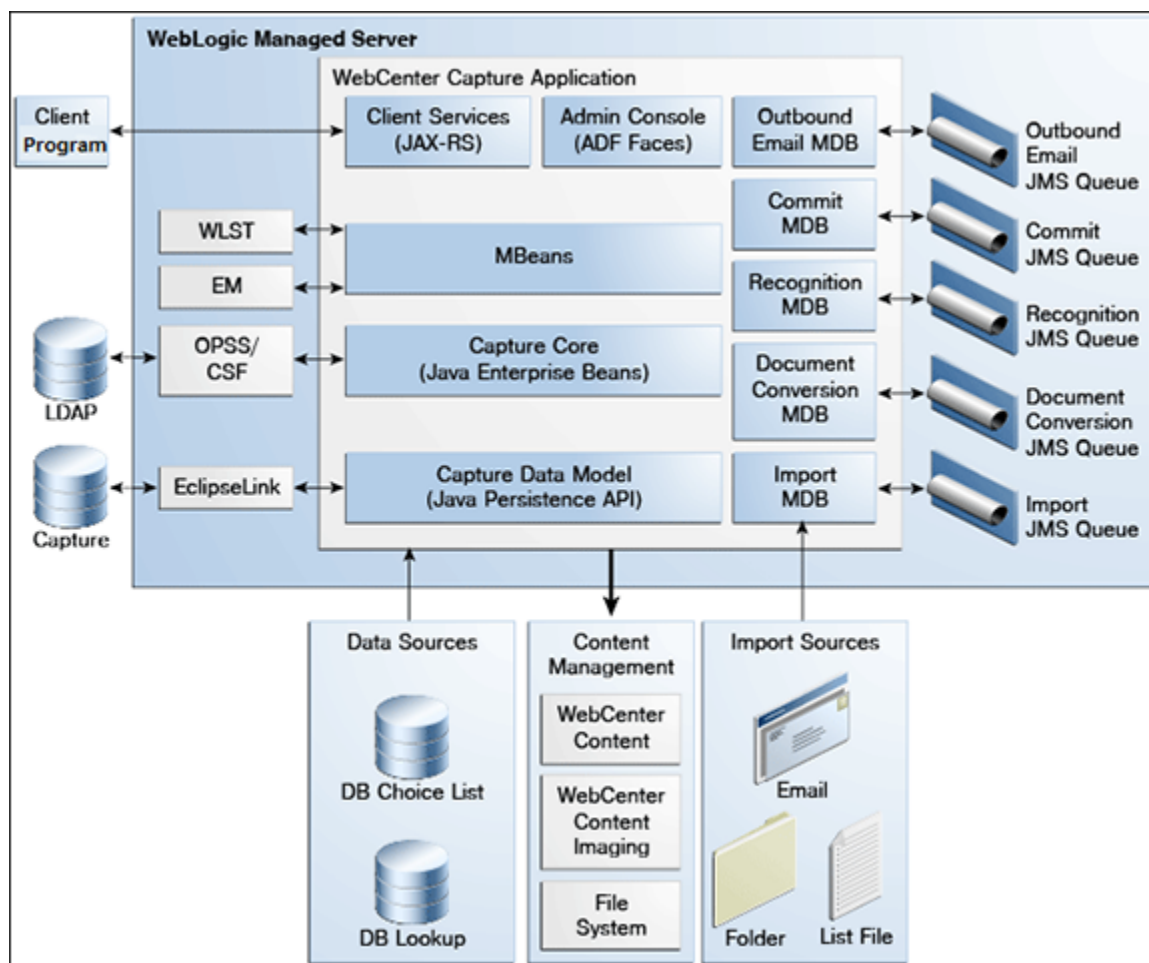 WebLogic Managed Server
WebCenter Capture Application
Client
Program
Client Services
(JAX-RS)
Admin Console
(ADF Faces)
Outbound
Email MDB
Outbound
Email
JMS Queue
WLST
EM
MBeans
Commit
MDB
Commit
JMS Queue
Recognition
MDB
Recognition
JMS Queue
LDAP
OPSS/
CSF
Capture Core
(Java Enterprise Beans)
Document
Conversion
MDB
Document
Conversion
JMS Queue
Capture
EclipseLink
Capture Data Model
(Java Persistence API)
Import
MDB
Import
JMS Queue
Data Sources
DB Choice List
DB Lookup
Content
Management
WebCenter
Content
WebCenter
Content
Imaging
File
System
Import Sources
Email
Folder
List File